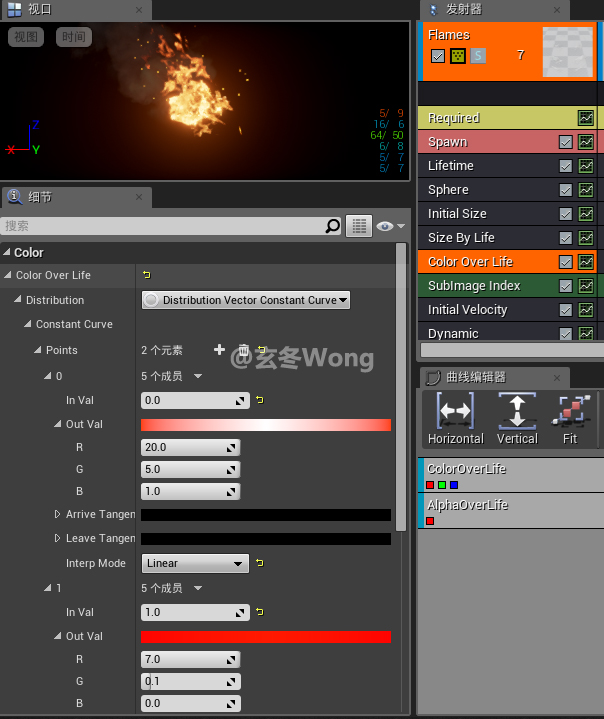 视口
视图
时间
5/ 9
16/ 6
64/ 50
6/ 8
5/ 7
5/ 7
Z
X
Y
细节
搜索
Color
Color Over Life
Distribution
Distribution Vector Constant Curve
Constant Curve
Points
2 个元素
@玄冬Wong
0
5 个成员
In Val
0.0
Out Val
R
20.0
G
5.0
B
1.0
Arrive Tangen
Leave Tangen
Interp Mode
Linear
1
5 个成员
In Val
1.0
Out Val
R
7.0
G
0.1
B
0.0
发射器
Flames
S
7
Required
Spawn
Lifetime
Sphere
Initial Size
Size By Life
Color Over Life
SubImage Index
Initial Velocity
Dynamic
曲线编辑器
Horizontal
Vertical
Fit
ColorOverLife
AlphaOverLife